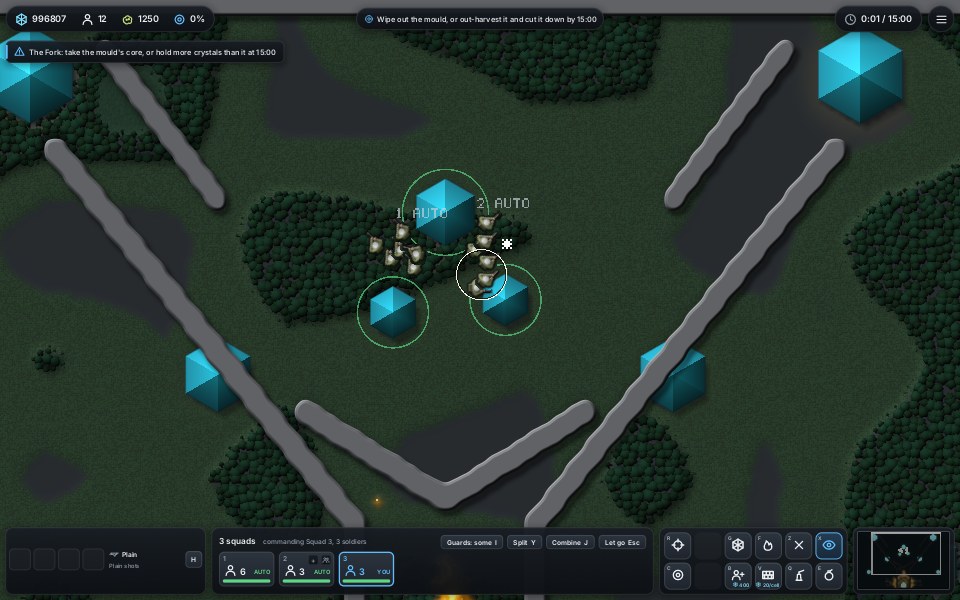 996807 12 1250 0%
Wipe out the mould, or out-harvest it and cut it down by 15:00
0:01 / 15:00
The Fork: take the mould's core, or hold more crystals than it at 15:00
1 AUTO
2 AUTO
Plain
Plain shots
H
3 squads commanding Squad 3, 3 soldiers
Guards: some I
Split Y
Combine J
Let go Esc
1 6 AUTO
2 3 AUTO
3 3 YOU
R G F Z X
C B V Q E
400 20/cell